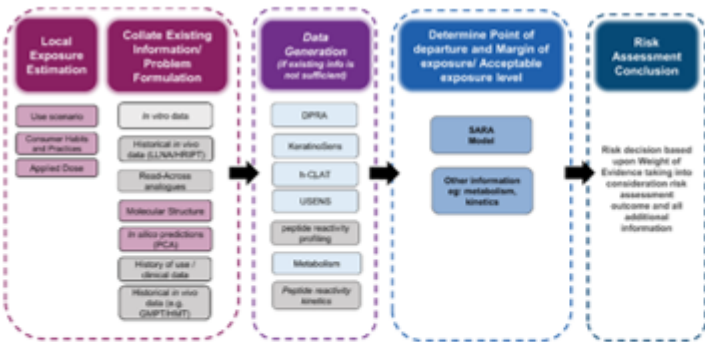 Local
Exposure
Estimation
Use scenario
Consumer Habits
and Practices
Applied Dose
Collate Existing
Information/
Problem
Formulation
In vitro data
Historical in vivo
data (LLNA/HRIPT)
Read-Across
analogues
Molecular Structure
In silico predictions
(PCA)
History of use /
clinical data
Historical in vivo
data (e.g.
GMPT/HMT)
Data
Generation
(if existing info is
not sufficient)
DPRA
KeratinoSens
h-CLAT
USENS
peptide reactivity
profiling
Metabolism
Peptide reactivity
kinetics
Determine Point of
departure and Margin of
exposure/ Acceptable
exposure level
SARA
Model
Other information
eg: metabolism,
kinetics
Risk
Assessment
Conclusion
Risk decision based
upon Weight of
Evidence taking into
consideration risk
assessment
outcome and all
additional
information